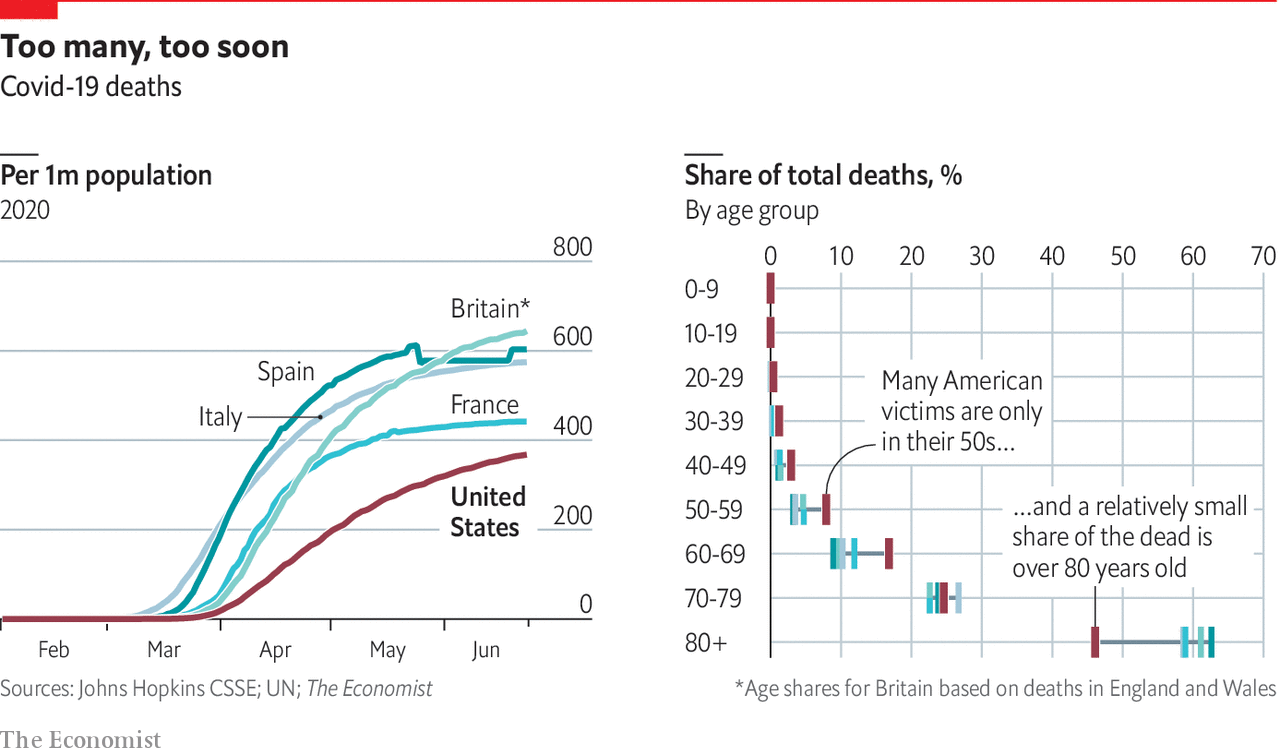 Too many, too soon
Covid-19 deaths
Per 1m population
2020
800
600
400
200
0
Britain*
Spain
Italy
France
United
States
Feb
Mar
Apr
May
Jun
Share of total deaths, %
By age group
0
10
20
30
40
50
60
70
0-9
10-19
20-29
30-39
40-49
50-59
60-69
70-79
80+
Many American
victims are only
in their 50s...
...and a relatively small
share of the dead is
over 80 years old
Sources: Johns Hopkins CSSE; UN; The Economist
*Age shares for Britain based on deaths in England and Wales
The Economist